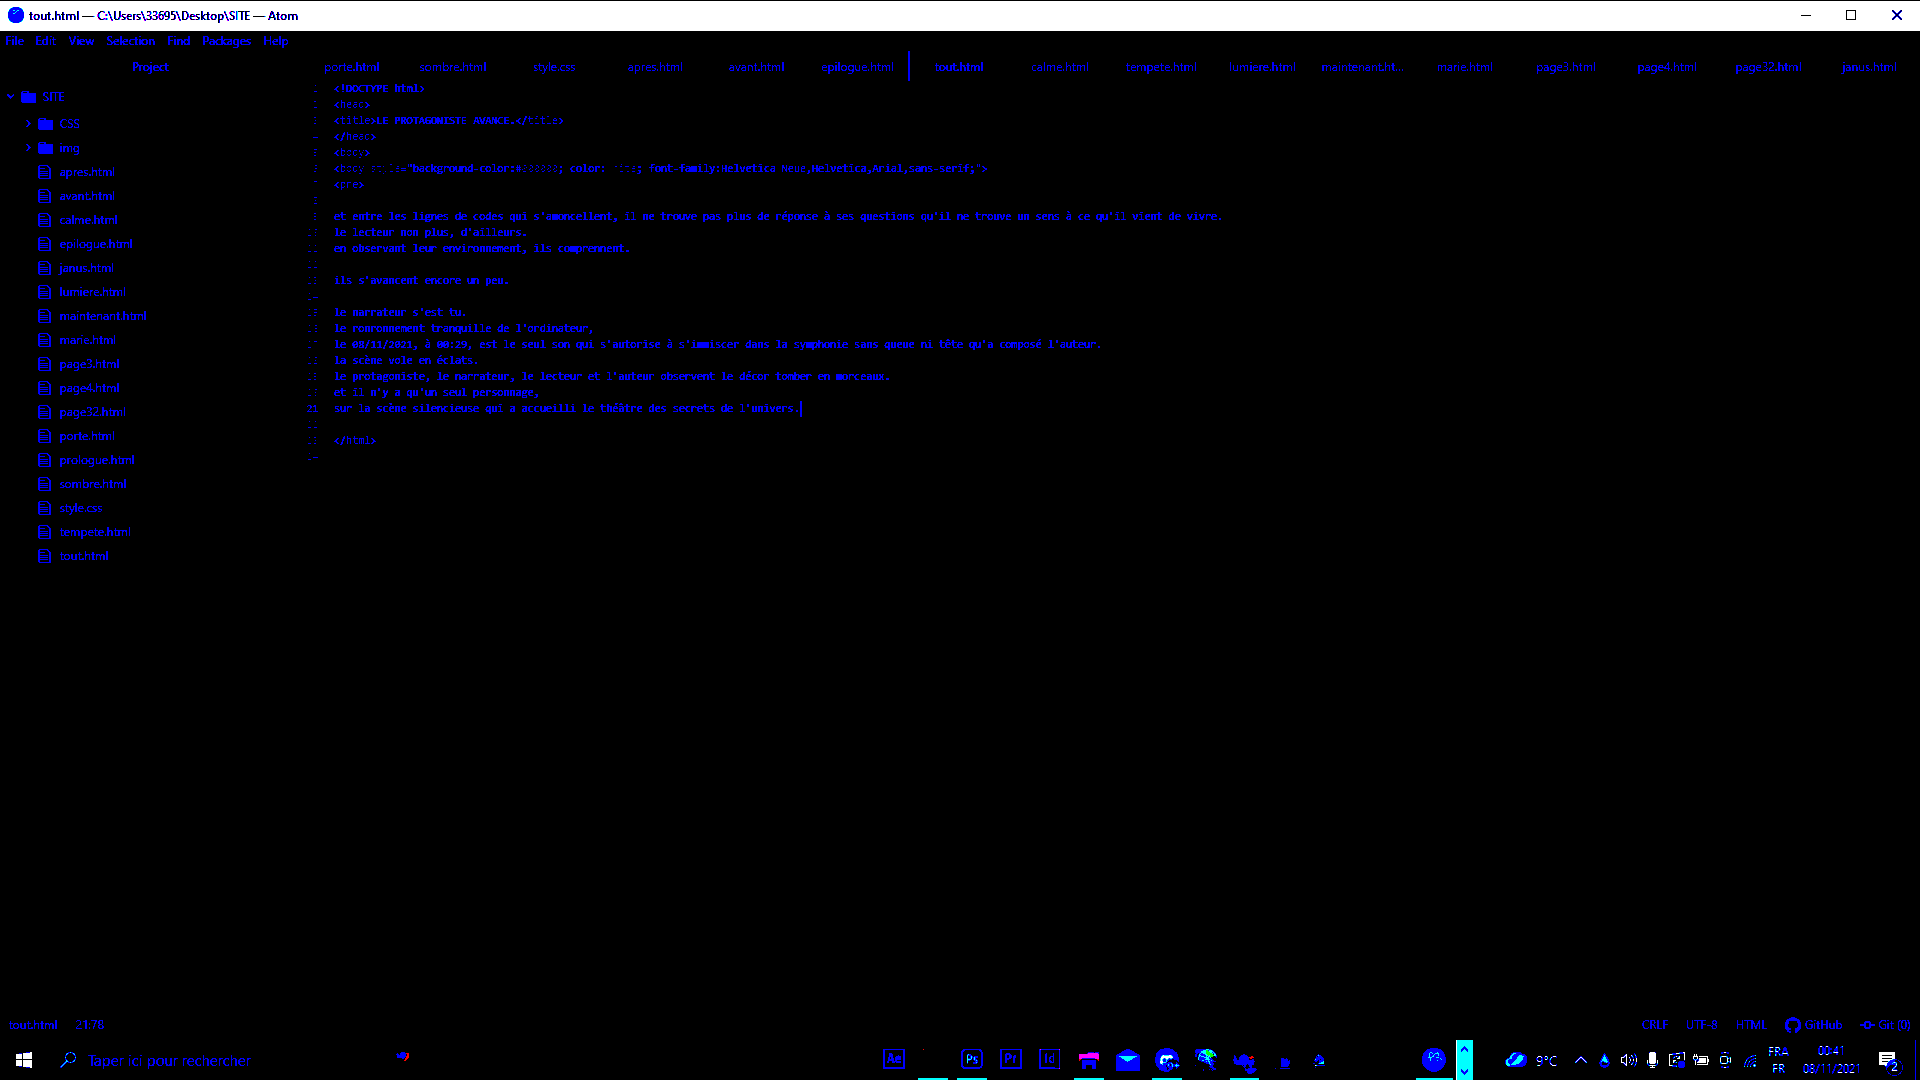 tout.html — C:\Users\33695\Desktop\SITE — Atom
File Edit View Selection Find Packages Help
Project
porte.html sombre.html style.css apres.html avant.html epilogue.html tout.html calme.html tempete.html lumiere.html maintenant.ht... marie.html page3.html page4.html page22.html janus.html
SITE
CSS
img
apres.html
avant.html
calme.html
epilogue.html
janus.html
lumiere.html
maintenant.html
marie.html
page3.html
page4.html
page32.html
porte.html
prologue.html
sombre.html
style.css
tempete.html
tout.html
<!DOCTYPE html>
<head>
<title>LE PROTAGONISTE AVANCE.</title>
</head>
<body>
<body style="background-color: color: font-family:Helvetica Neue,Helvetica,Arial,sans-serif;">
<pre>
et entre les lignes de codes qui s'amoncellent, il ne trouve pas plus de réponse à ses questions qu'il ne trouve un sens à ce qu'il vient de vivre.
le lecteur non plus, d'ailleurs.
en observant leur environnement, ils comprennent.
ils s'avancent encore un peu.
le narrateur s'est tu.
le ronronnement tranquille de l'ordinateur,
le 08/11/2021, à 00:29, est le seul son qui s'autorise à s'immiscer dans la symphonie sans queue ni tête qu'a composé l'auteur.
la scène vole en éclats.
le protagoniste, le narrateur, le lecteur et l'auteur observent le décor tomber en morceaux.
et il n'y a qu'un seul personnage,
21 sur la scène silencieuse qui a accueilli le théâtre des secrets de l'univers.
</html>
tout.html 21:78
CRLF UTF-8 HTML GitHub Git (0)
Taper ici pour rechercher
Ae Ps Pr Id
9°C
FRA
FR
00:41
08/11/2021
2